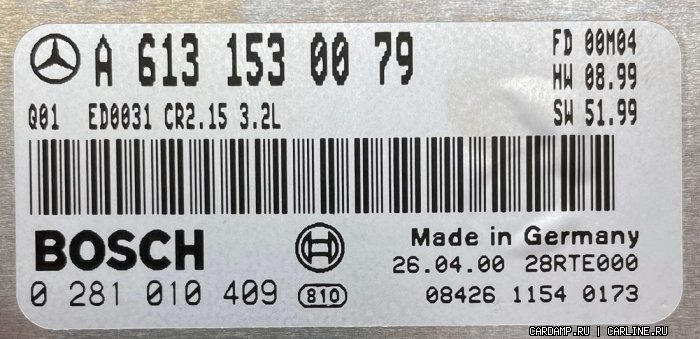 A 613 153 00 79
FD 00M04
HW 08.99
SW 51.99
Q01 ED0031 CR2.15 3.2L
BOSCH
0 281 010 409
810
Made in Germany
26.04.00 28RTE000
08426 1154 0173
CARDAMP.RU | CARLINE.RU